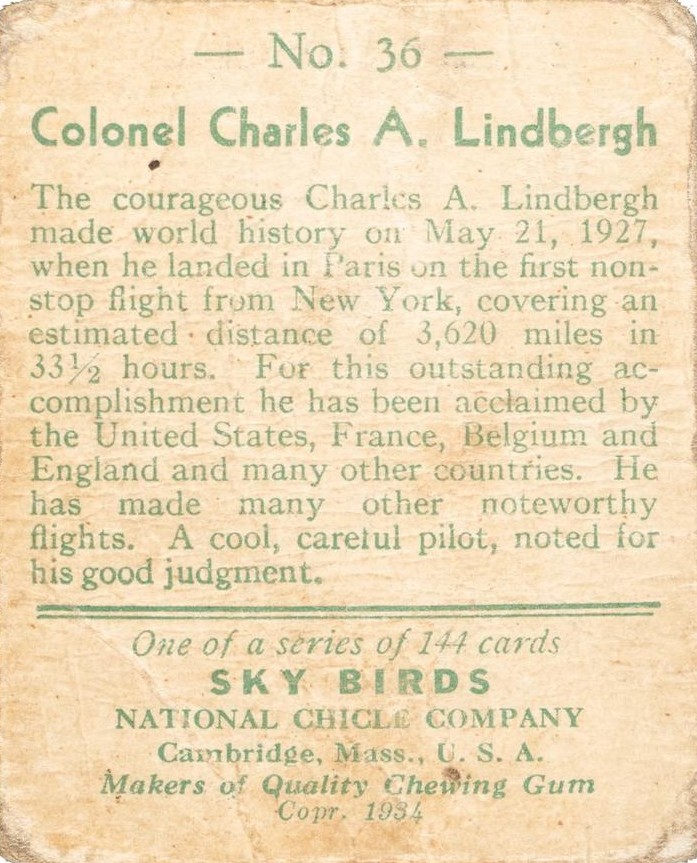 — No. 36 —
Colonel Charles A. Lindbergh
The courageous Charles A. Lindbergh
made world history on May 21, 1927,
when he landed in Paris on the first non-
stop flight from New York, covering an
estimated distance of 3,620 miles in
33½ hours. For this outstanding ac-
complishment he has been acclaimed by
the United States, France, Belgium and
England and many other countries. He
has made many other noteworthy
flights. A cool, careful pilot, noted for
his good judgment.
One of a series of 144 cards
SKY BIRDS
NATIONAL CHICLE COMPANY
Cambridge, Mass., U. S. A.
Makers of Quality Chewing Gum
Copr. 1934